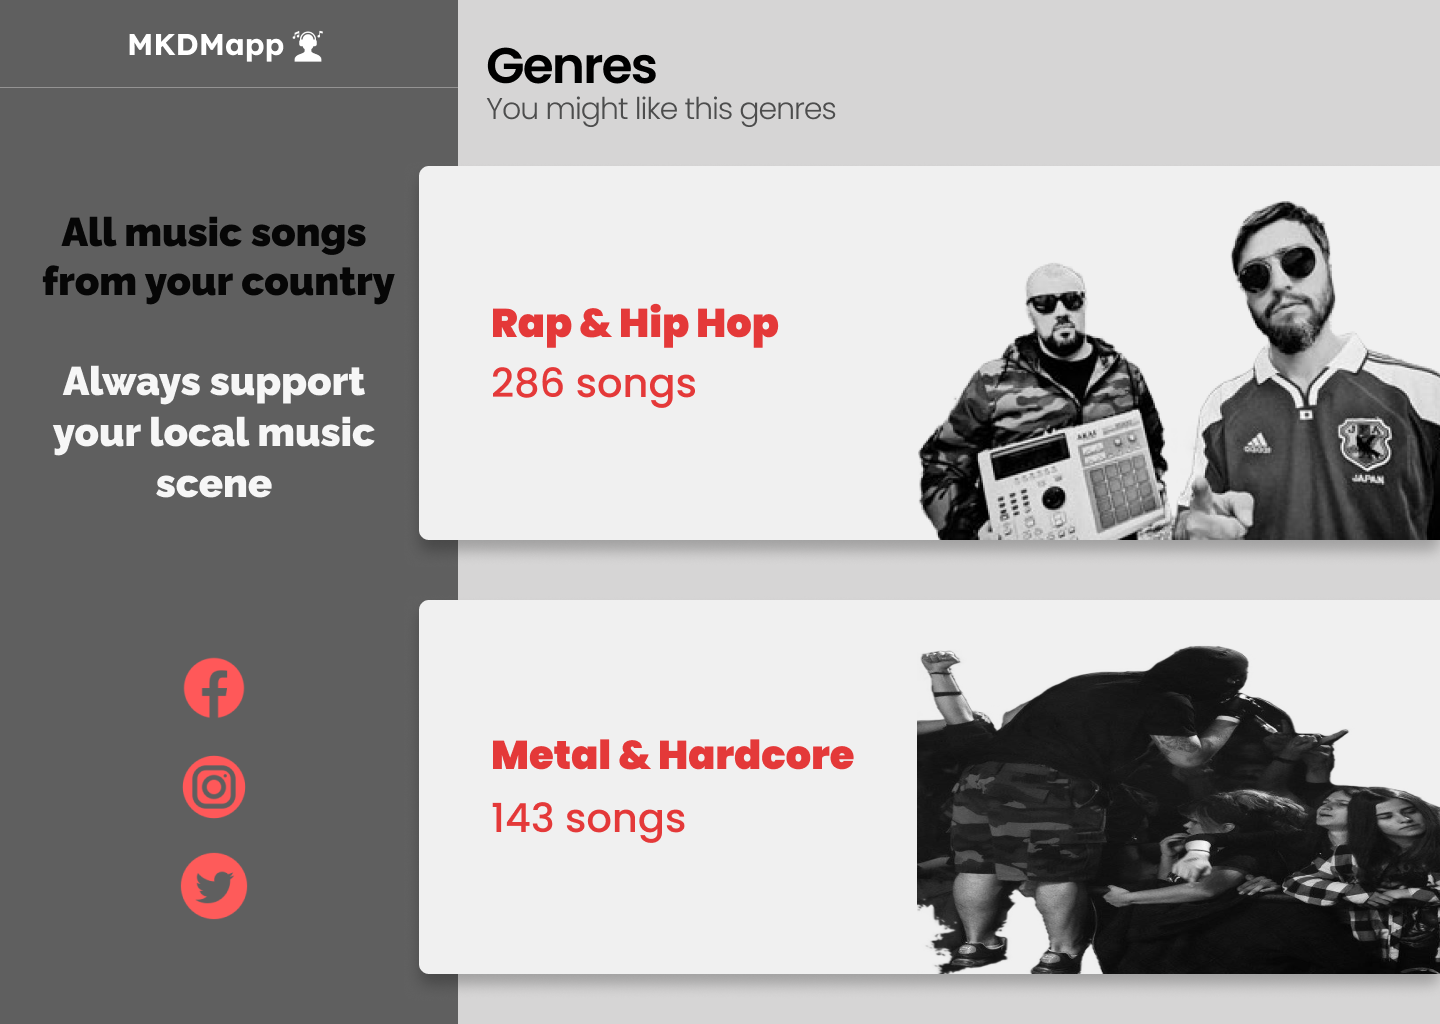 MKDMapp
Genres
You might like this genres
All music songs
from your country
Always support
your local music
scene
Rap & Hip Hop
286 songs
AKAI
adidas
JAPAN
Metal & Hardcore
143 songs